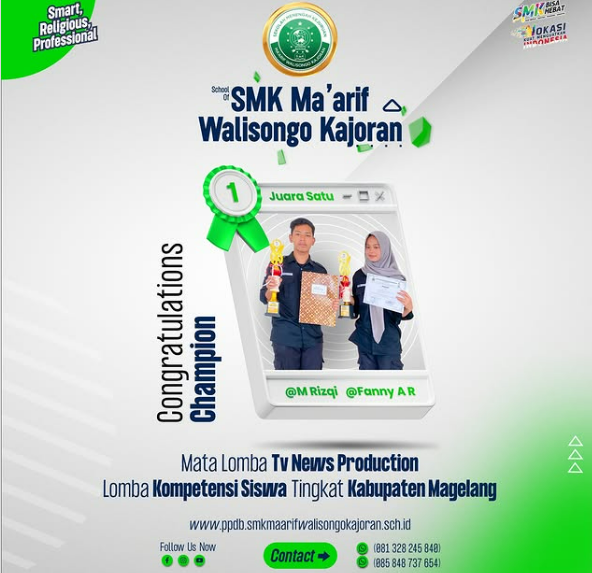 Smart,
Religious,
Professional
SMK BISA
HEBAT
VOKASI
INDONESIA
School
Of
SMK Ma'arif
Walisongo Kajoran
1
Juara Satu
Congratulations
Champion
@M Rizqi @Fanny A R
Mata Lomba Tv News Production
Lomba Kompetensi Siswa Tingkat Kabupaten Magelang
www.ppdb.smkmaarifwalisongokajoran.sch.id
Follow Us Now
Contact
(081 328 245 840)
(085 848 737 654)